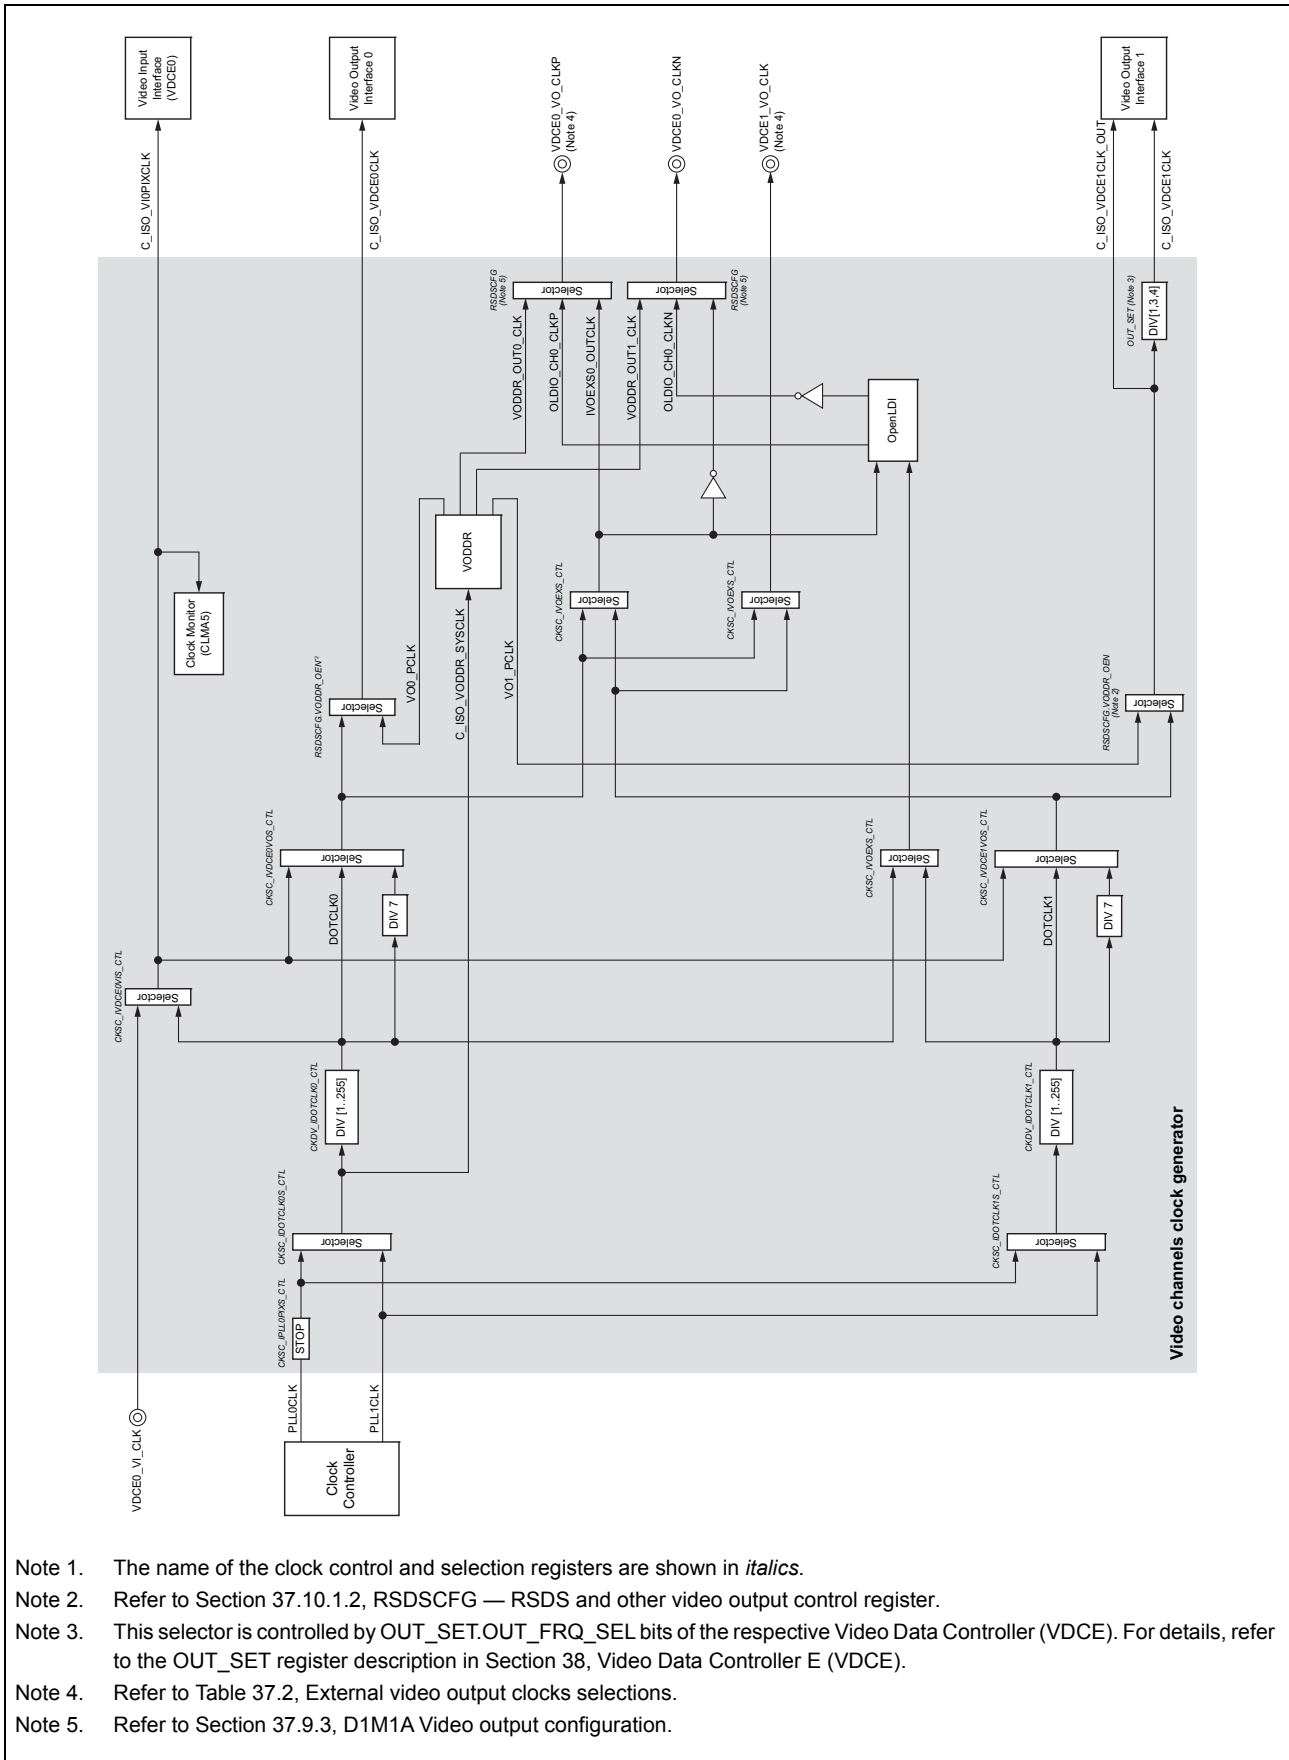 Video Input
Interface
(VDCE0)
Video Output
Interface 0
Video Output
Interface 1
C_ISO_VI0PIXCLK
C_ISO_VDCE0CLK
VDCE0_VO_CLKP
(Note 4)
VDCE0_VO_CLKN
VDCE1_VO_CLK
(Note 4)
C_ISO_VDCE1CLK_OUT
C_ISO_VDCE1CLK
RSDSCFG
(Note 5)
Selector
Selector
RSDSCFG
(Note 5)
OUT_SET (Note 3)
DIV[1,3,4]
VODDR_OUT0_CLK
OLDIO_CH0_CLKP
IVOEXS0_OUTCLK
VODDR_OUT1_CLK
OLDIO_CH0_CLKN
OpenLDI
VODDR
Clock Monitor
(CLMA5)
CKSC_IVOEXS_CTL
Selector
CKSC_IVOEXS_CTL
Selector
VO0_PCLK
C_ISO_VODDR_SYSCLK
VO1_PCLK
RSDSCFG.VODDR_OEN²
Selector
RSDSCFG.VODDR_OEN
(Note 2)
Selector
CKSC_IVDCE0VOS_CTL
Selector
DOTCLK0
DIV 7
CKSC_IVOEXS_CTL
Selector
CKSC_IVDCE1VOS_CTL
Selector
DOTCLK1
DIV 7
CKSC_IVDCE0VIS_CTL
Selector
CKDV_IDOTCLK0_CTL
DIV [1..255]
CKDV_IDOTCLK1_CTL
DIV [1..255]
CKSC_IDOTCLK0S_CTL
Selector
CKSC_IDOTCLK1S_CTL
Selector
CKSC_IPLL0PIXS_CTL
STOP
Video channels clock generator
VDCE0_VI_CLK
PLL0CLK
PLL1CLK
Clock
Controller
Note 1. The name of the clock control and selection registers are shown in italics.
Note 2. Refer to Section 37.10.1.2, RSDSCFG — RSDS and other video output control register.
Note 3. This selector is controlled by OUT_SET.OUT_FRQ_SEL bits of the respective Video Data Controller (VDCE). For details, refer
to the OUT_SET register description in Section 38, Video Data Controller E (VDCE).
Note 4. Refer to Table 37.2, External video output clocks selections.
Note 5. Refer to Section 37.9.3, D1M1A Video output configuration.